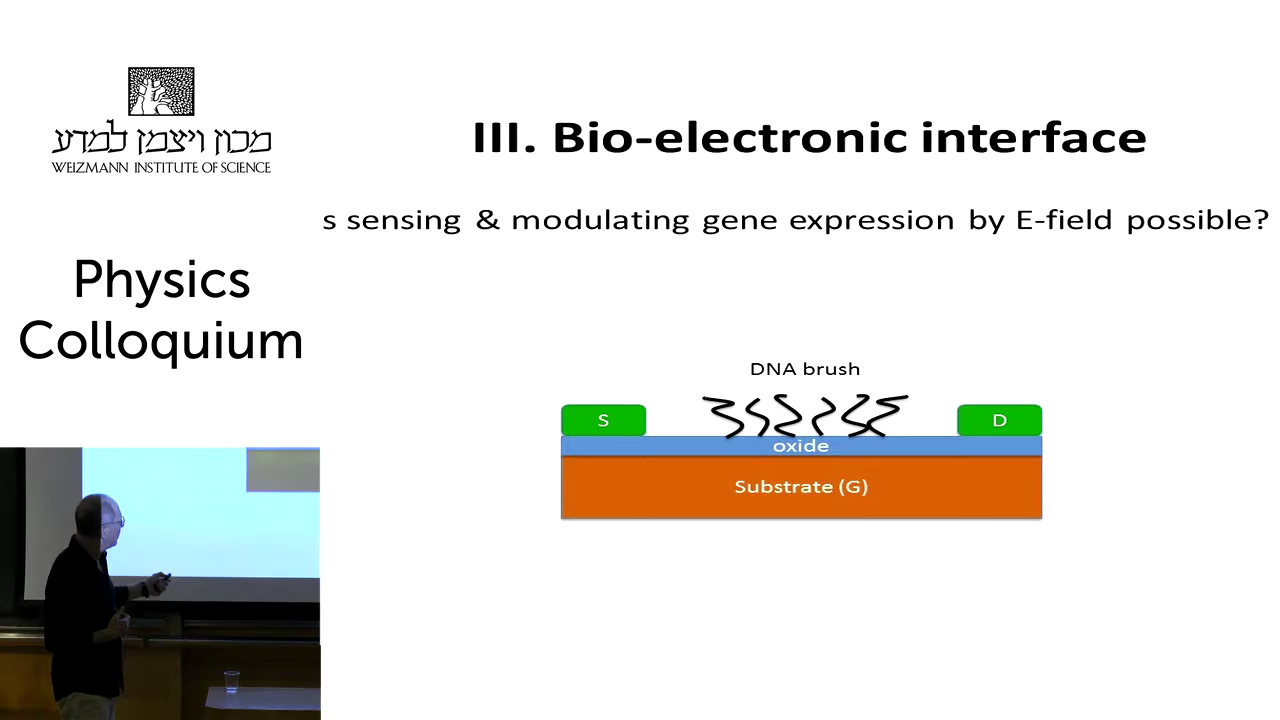 מכון ויצמן למדע
WEIZMANN INSTITUTE OF SCIENCE
Physics
Colloquium
III. Bio-electronic interface
s sensing & modulating gene expression by E-field possible?
DNA brush
S
D
oxide
Substrate (G)